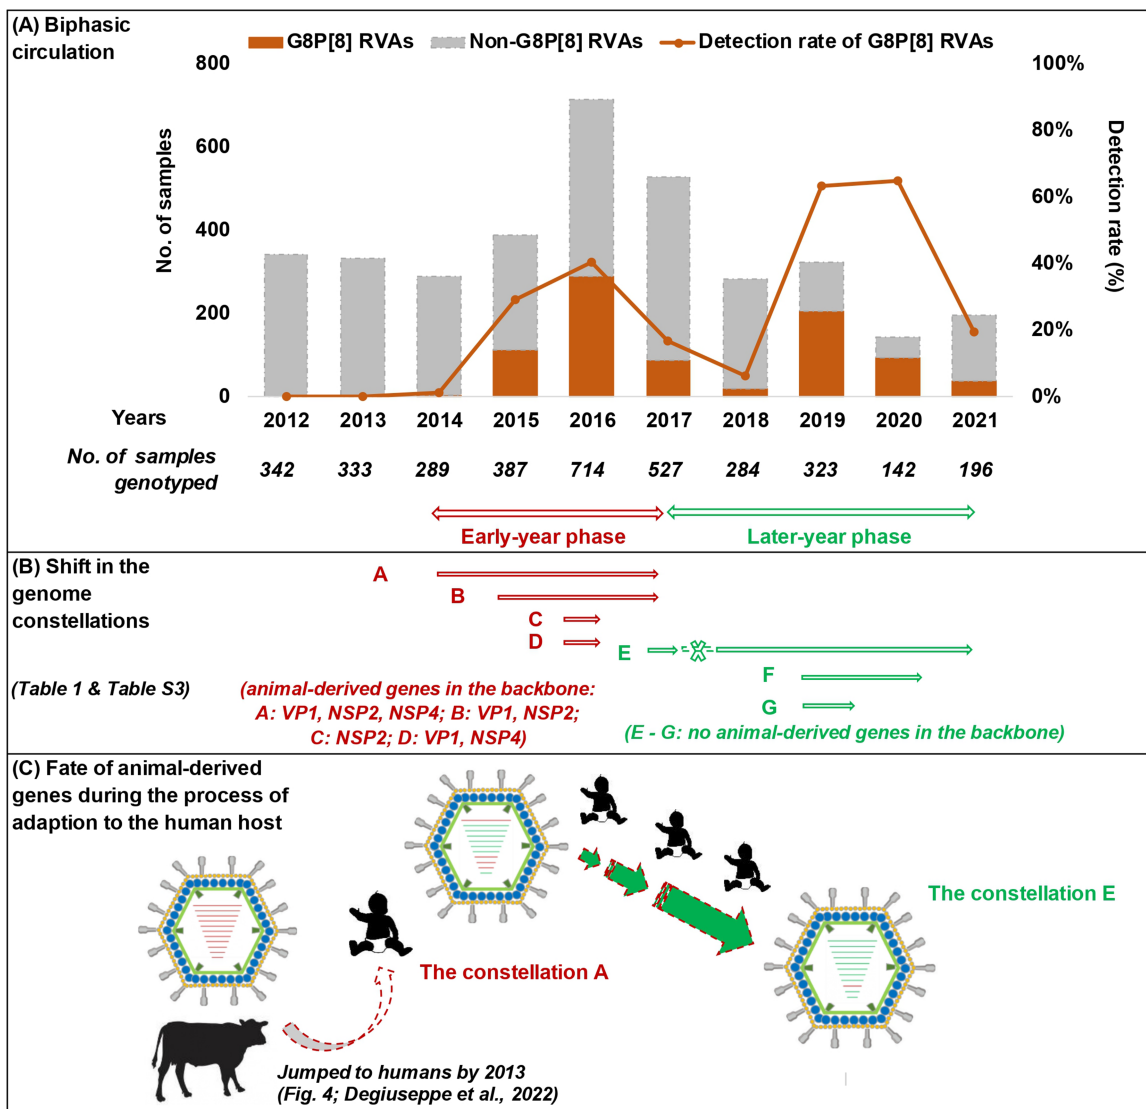 (A) Biphasic
circulation
G8P[8] RVAs
Non-G8P[8] RVAs
Detection rate of G8P[8] RVAs
800
600
400
200
0
No. of samples
100%
80%
60%
40%
20%
0%
Detection rate (%)
Years 2012 2013 2014 2015 2016 2017 2018 2019 2020 2021
No. of samples
genotyped
342 333 289 387 714 527 284 323 142 196
Early-year phase
Later-year phase
(B) Shift in the
genome
constellations
A
B
C
D
E
F
G
(Table 1 & Table S3)
(animal-derived genes in the backbone:
A: VP1, NSP2, NSP4; B: VP1, NSP2;
C: NSP2; D: VP1, NSP4)
(E - G: no animal-derived genes in the backbone)
(C) Fate of animal-derived
genes during the process of
adaption to the human host
The constellation E
The constellation A
Jumped to humans by 2013
(Fig. 4; Degiuseppe et al., 2022)